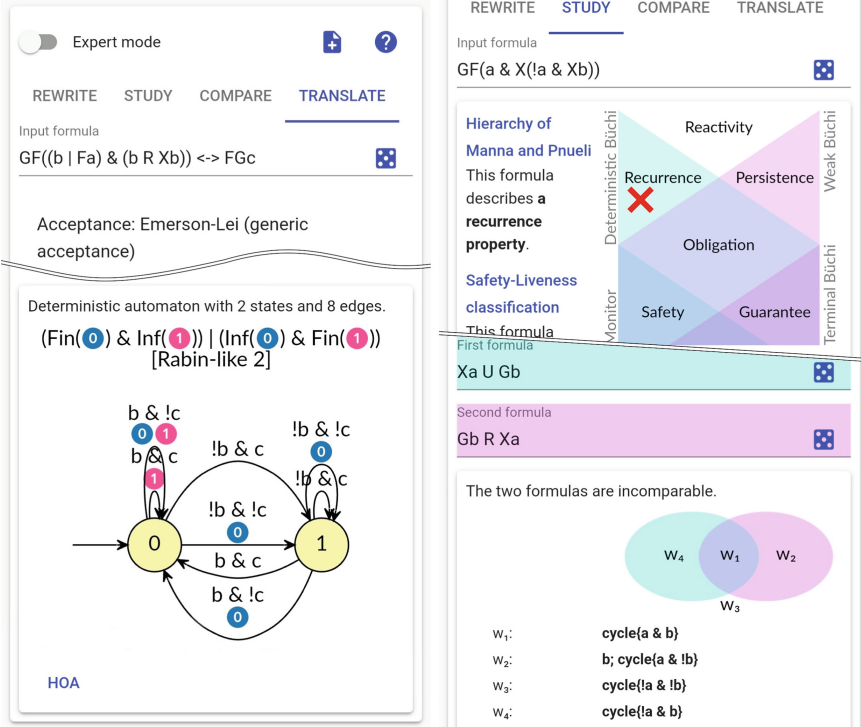 Expert mode
REWRITE STUDY COMPARE TRANSLATE
Input formula
GF((b | Fa) & (b R Xb)) <-> FGc
Acceptance: Emerson-Lei (generic
acceptance)
Deterministic automaton with 2 states and 8 edges.
(Fin(0) & Inf(1)) | (Inf(0) & Fin(1))
[Rabin-like 2]
b & !c
0 1
b & c
1
!b & c
!b & !c
0
!b & c
!b & !c
0
0
1
b & c
b & !c
0
HOA
REWRITE STUDY COMPARE TRANSLATE
Input formula
GF(a & X(!a & Xb))
Hierarchy of
Manna and Pnueli
This formula
describes a
recurrence
property.
Safety-Liveness
classification
This formula
Deterministic Büchi
Weak Büchi
Reactivity
Recurrence
Persistence
Obligation
Monitor
Safety
Guarantee
Terminal Büchi
First formula
Xa U Gb
Second formula
Gb R Xa
The two formulas are incomparable.
w₄ w₁ w₂
w₃
w₁: cycle{a & b}
w₂: b; cycle{a & !b}
w₃: cycle{!a & !b}
w₄: cycle{!a & b}